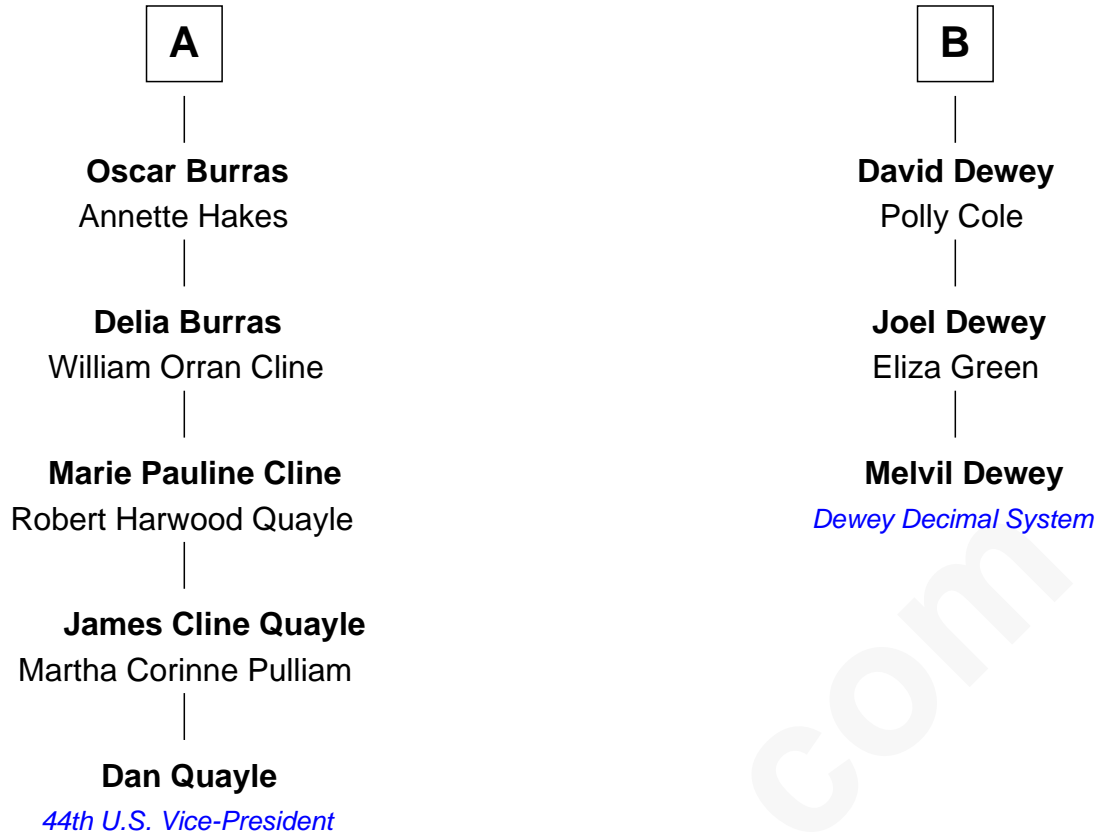 A
Oscar Burras
Annette Hakes
Delia Burras
William Orran Cline
Marie Pauline Cline
Robert Harwood Quayle
James Cline Quayle
Martha Corinne Pulliam
Dan Quayle
44th U.S. Vice-President
B
David Dewey
Polly Cole
Joel Dewey
Eliza Green
Melvil Dewey
Dewey Decimal System
com